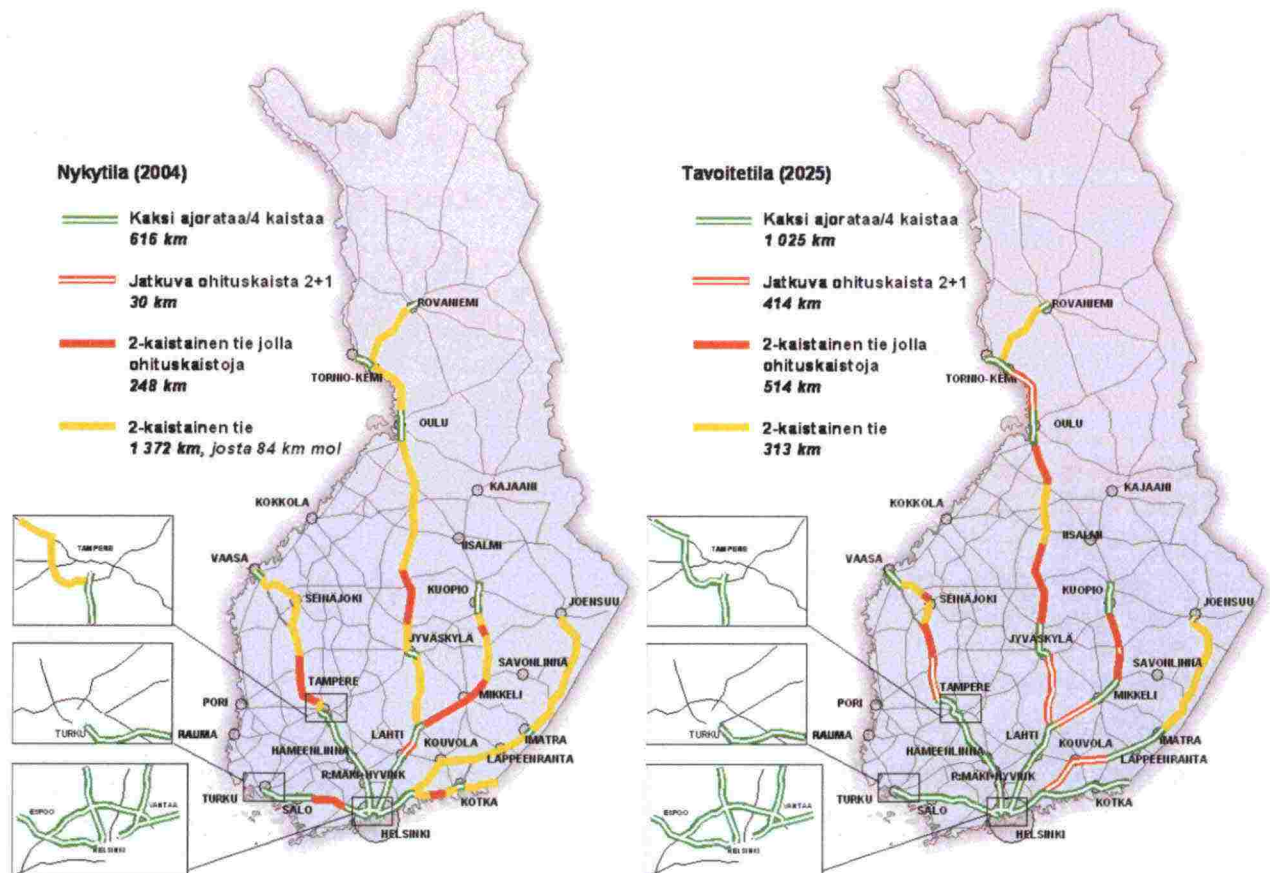 Nykytila (2004)
Kaksi ajorataa/4 kaistaa
616 km
Jatkuva ohituskaista 2+1
30 km
2-kaistainen tie jolla
ohituskaistoja
248 km
2-kaistainen tie
1 372 km, josta 84 km mol
ROVANIEMI
TORNIO-KEMI
OULU
KAJAANI
KOKKOLA
IISALMI
VAASA
KUOPIO
SEINÄJOKI
JOENSUU
JYVÄSKYLÄ
SAVONLINNA
TAMPERE
MIKKELI
PORI
LAHTI
RAUMA
KOUVOLA
IMATRA
HÄMEENLINNA
LAPPEENRANTA
R:MÄKI-HYVINK
TURKU
SALO
KOTKA
HELSINKI
TAMPERE
TURKU
ESPOO
VANTAA
HELSINKI
Tavoitetila (2025)
Kaksi ajorataa/4 kaistaa
1 025 km
Jatkuva ohituskaista 2+1
414 km
2-kaistainen tie jolla
ohituskaistoja
514 km
2-kaistainen tie
313 km
ROVANIEMI
TORNIO-KEMI
OULU
KAJAANI
KOKKOLA
IISALMI
VAASA
KUOPIO
SEINÄJOKI
JOENSUU
JYVÄSKYLÄ
SAVONLINNA
TAMPERE
MIKKELI
PORI
LAHTI
RAUMA
KOUVOLA
IMATRA
HÄMEENLINNA
LAPPEENRANTA
R:MÄKI-HYVINK
TURKU
SALO
KOTKA
HELSINKI
TAMPERE
TURKU
ESPOO
VANTAA
HELSINKI